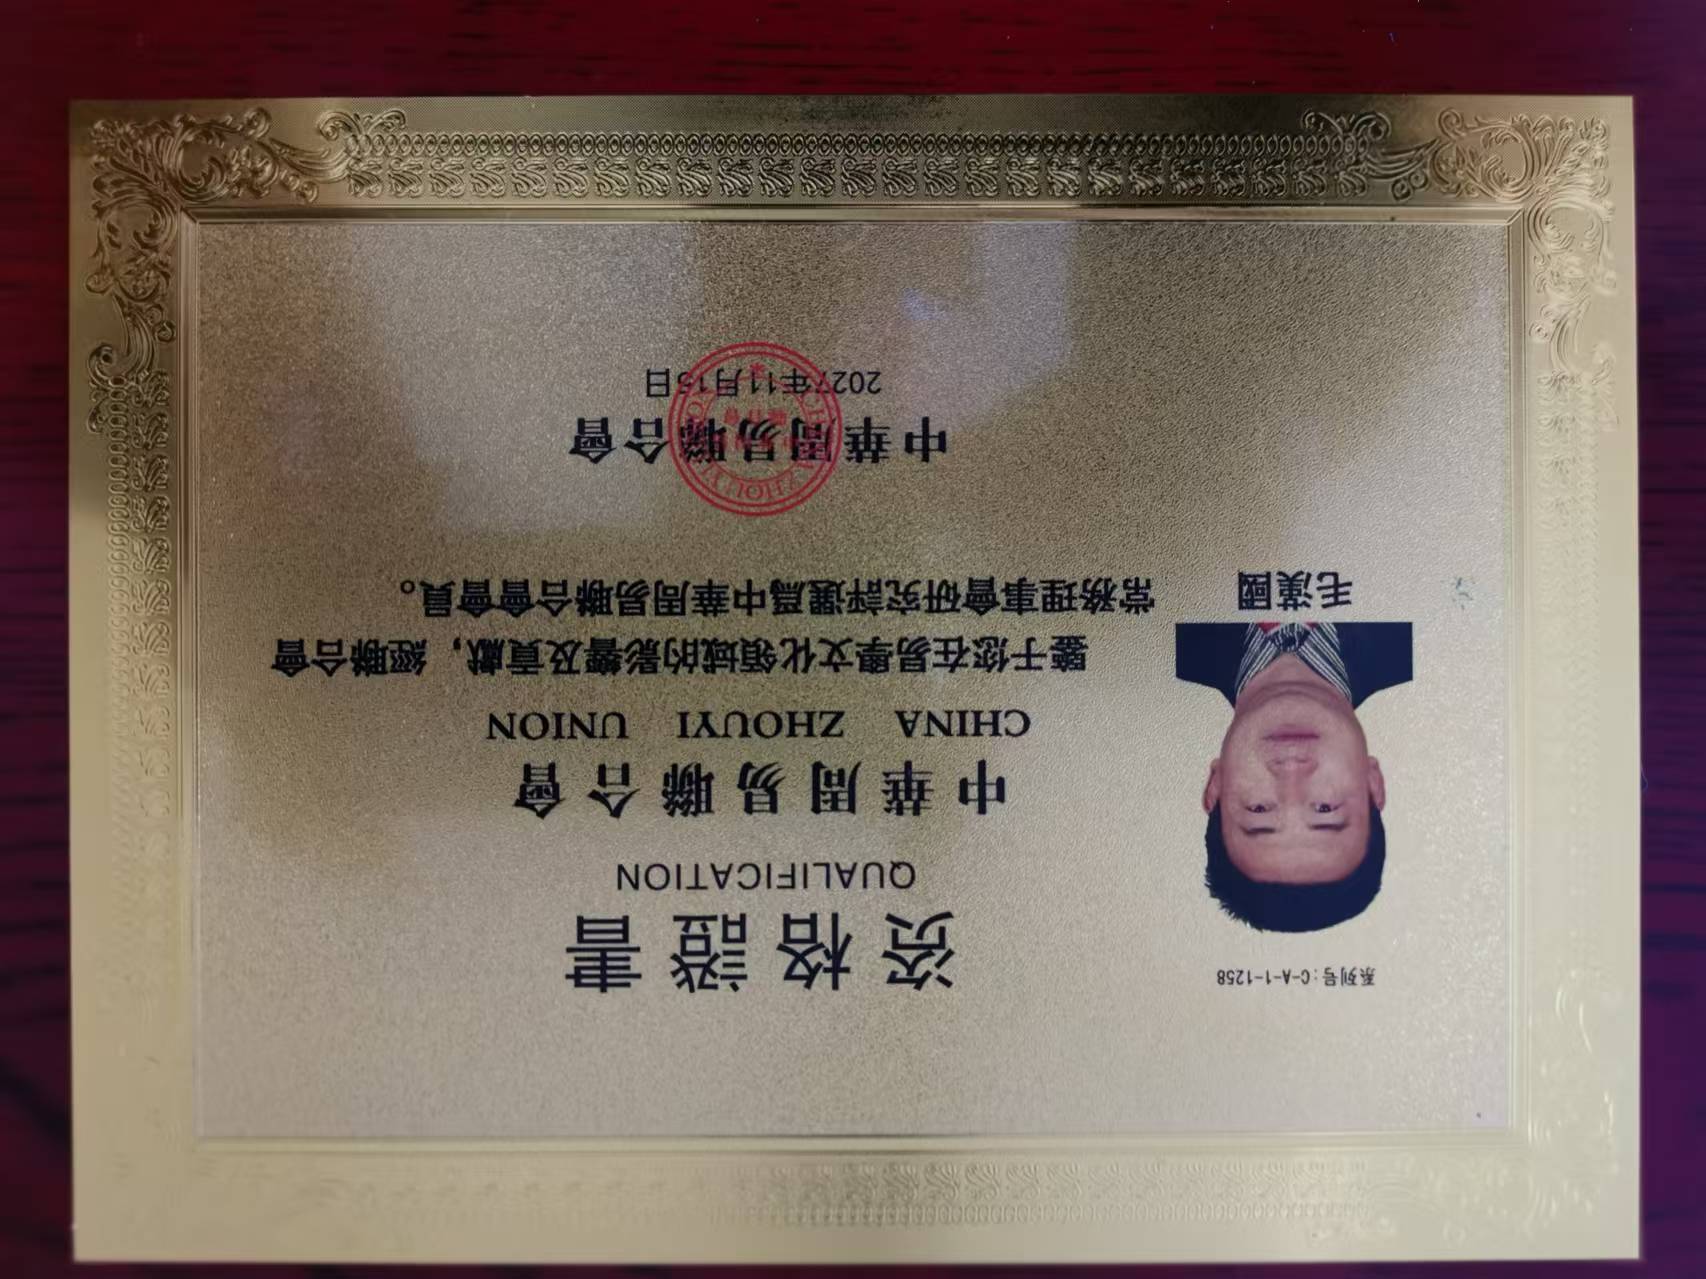 系列号:C-A-1-1258
毛漢國
资格證書
QUALIFICATION
中華周易聯合會
CHINA ZHOUYI UNION
鑒于您在易學文化領域的影響及貢獻，經聯合會
常務理事會研究評選爲中華周易聯合會會員。
中華周易聯合會
2027年11月15日
ZHOUYI